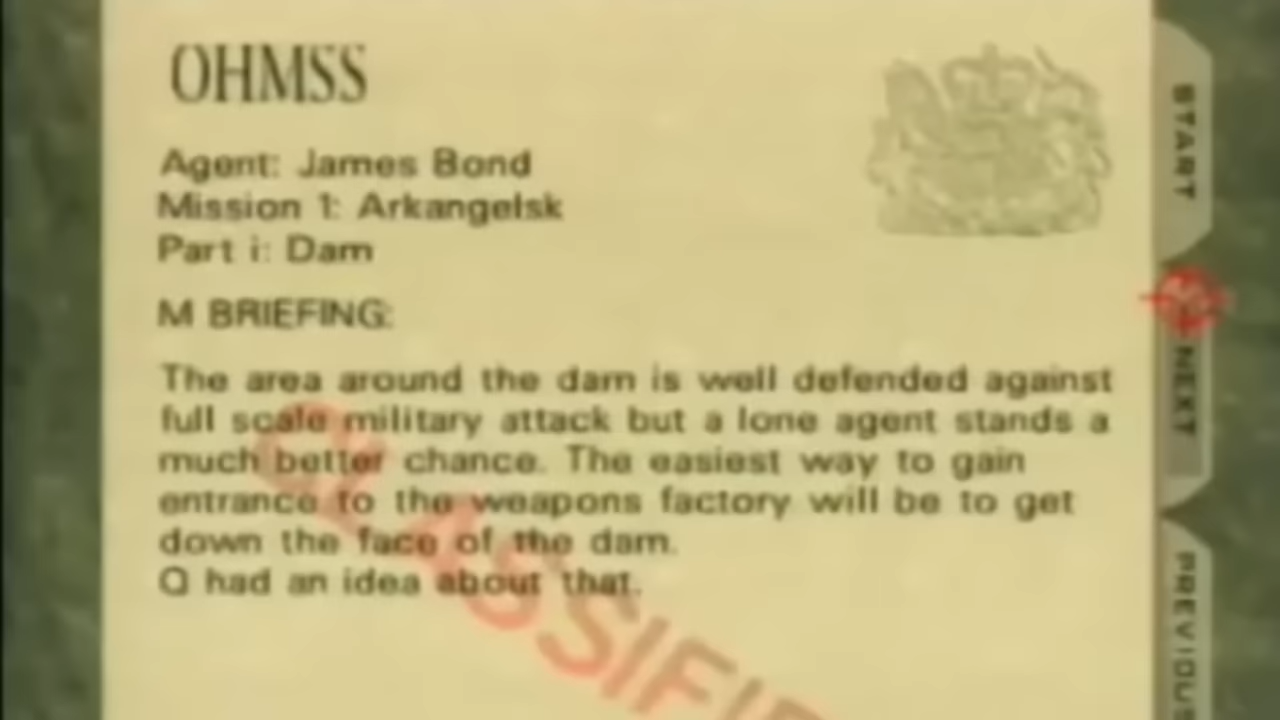 OHMSS
Agent: James Bond
Mission 1: Arkangelsk
Part i: Dam
M BRIEFING:
The area around the dam is well defended against
full scale military attack but a lone agent stands a
much better chance. The easiest way to gain
entrance to the weapons factory will be to get
down the face of the dam.
Q had an idea about that.
CLASSIFIE
START
NEXT
PREVIOUS